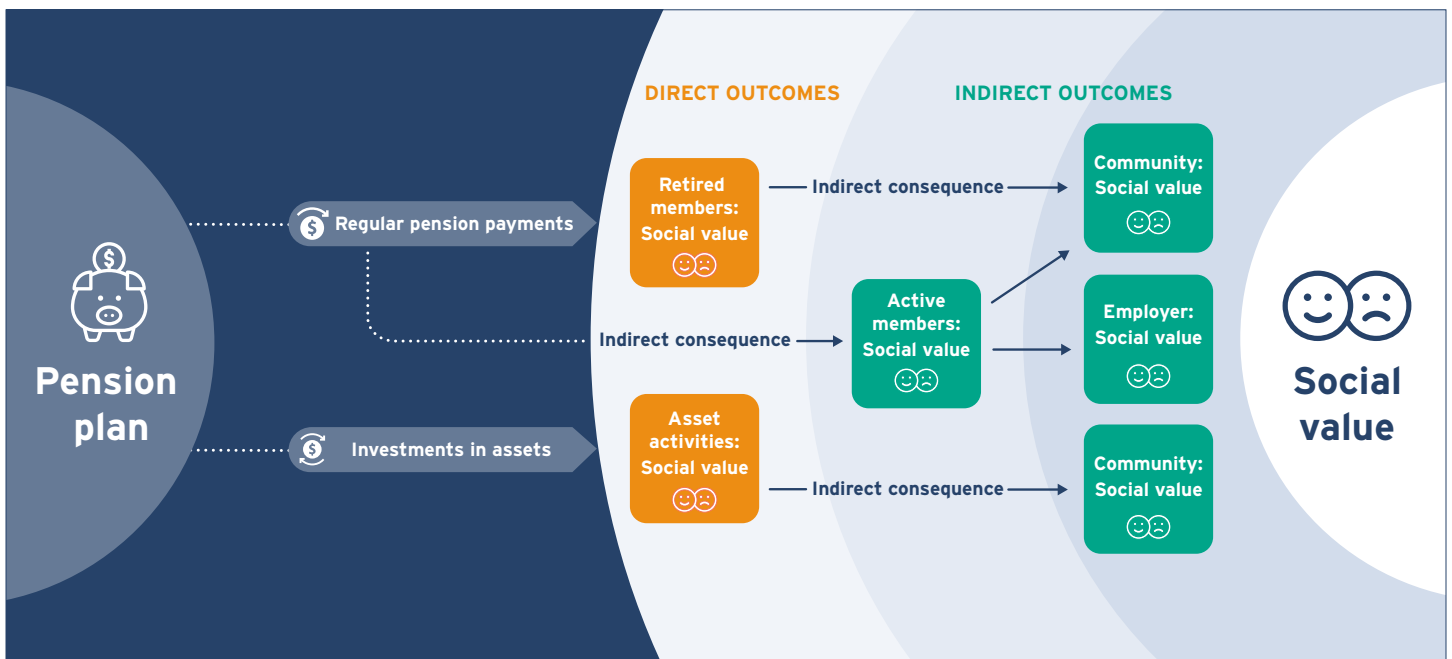 DIRECT OUTCOMES
INDIRECT OUTCOMES
Pension
plan
$
$
Regular pension payments
$
Investments in assets
Retired
members:
Social value
Indirect consequence
Community:
Social value
Indirect consequence
Active
members:
Social value
Employer:
Social value
Asset
activities:
Social value
Indirect consequence
Community:
Social value
Social
value